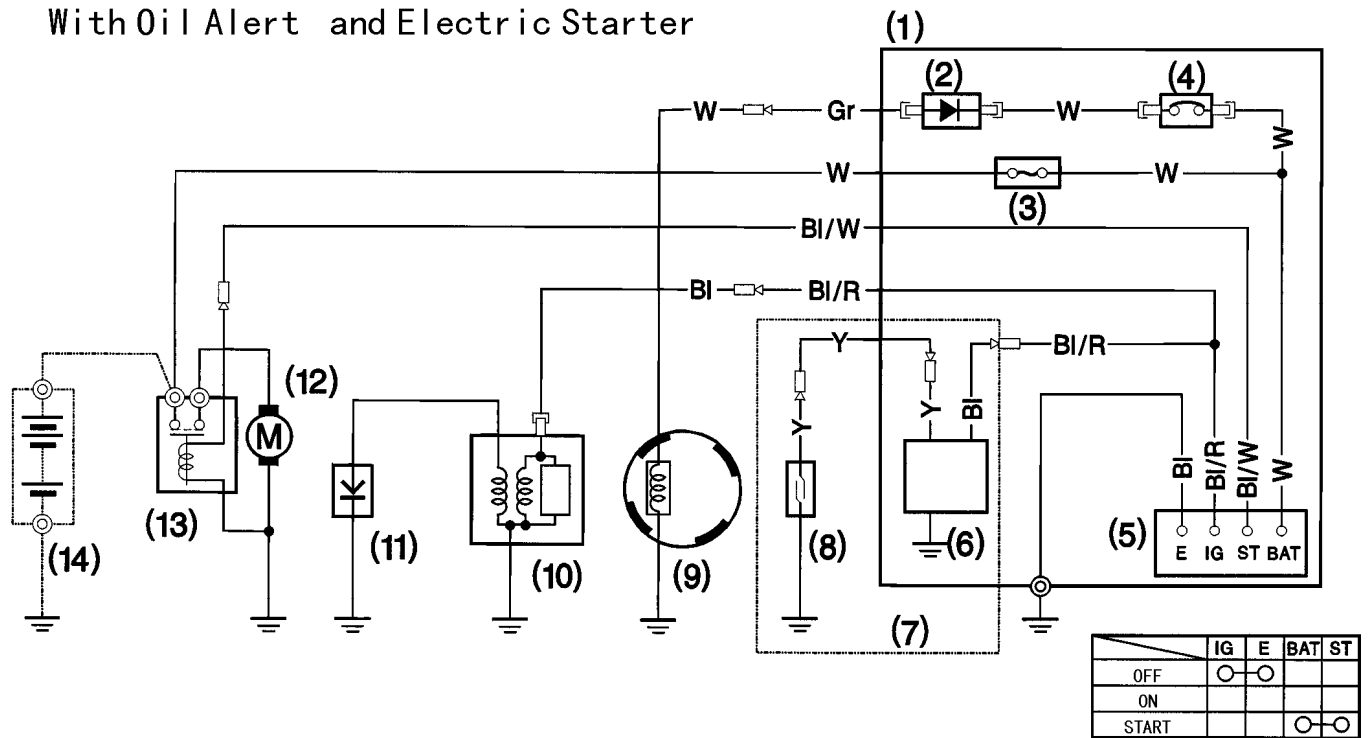 With Oil Alert and Electric Starter
(1)
(2)
(4)
W
Gr
W
W
W
W
(3)
Bl/W
Bl
Bl/R
Y
Bl/R
(12)
M
Y
Y
Bl
Bl
Bl/R
Bl/W
W
(5)
E IG ST BAT
(14)
(13)
(11)
(10)
(9)
(8)
(6)
(7)
IG E BAT ST
OFF
ON
START